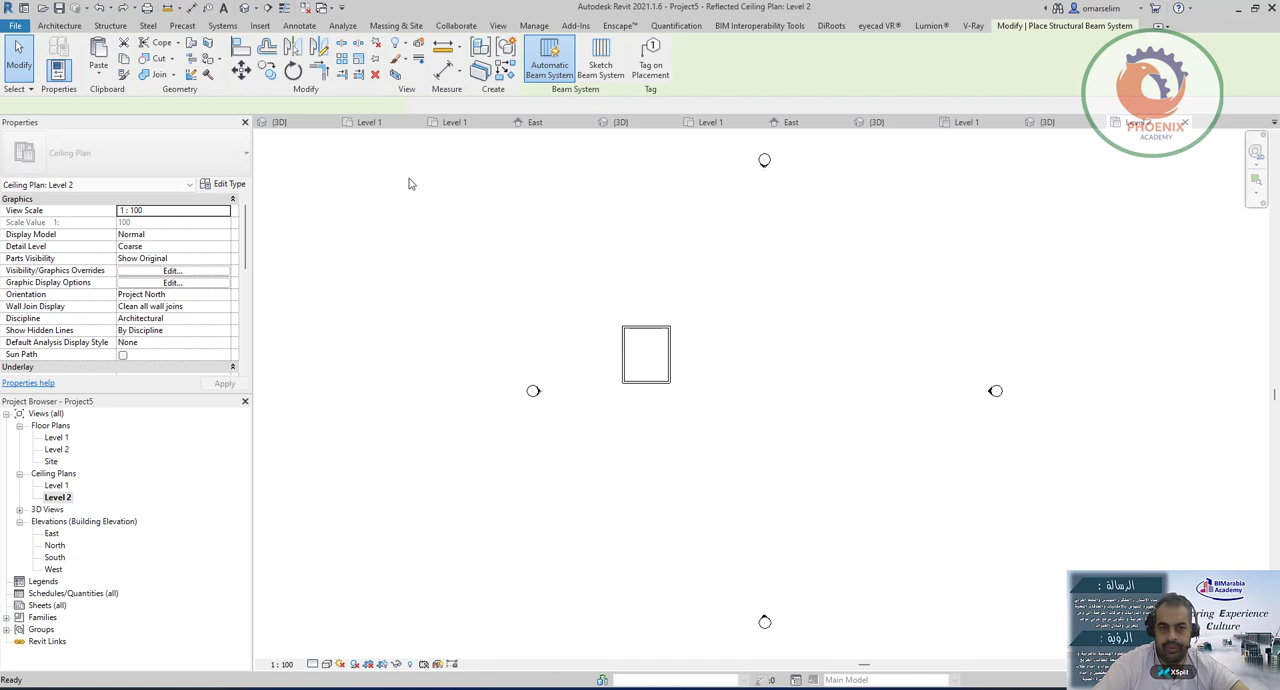 Autodesk Revit 2021.1.6 - Project5 - Reflected Ceiling Plan: Level 2
omarselim
File Architecture Structure Steel Precast Systems Insert Annotate Analyze Massing & Site Collaborate View Manage Add-Ins Enscape™ Quantification BIM Interoperability Tools DiRoots eyecad VR® Lumion® V-Ray Modify | Place Structural Beam System
Modify Paste Cope Cut Join Automatic Beam System Sketch Beam System Tag on Placement
Select Properties Clipboard Geometry Modify View Measure Create Beam System Tag
Properties
{3D} Level 1 Level 1 East {3D} Level 1 East {3D} Level 1 {3D}
PHOENIX
ACADEMY
Ceiling Plan
Ceiling Plan: Level 2 Edit Type
Graphics
View Scale 1 : 100
Scale Value 1: 100
Display Model Normal
Detail Level Coarse
Parts Visibility Show Original
Visibility/Graphics Overrides Edit...
Graphic Display Options Edit...
Orientation Project North
Wall Join Display Clean all wall joins
Discipline Architectural
Show Hidden Lines By Discipline
Default Analysis Display Style None
Sun Path
Underlay
Properties help Apply
Project Browser - Project5
Views (all)
Floor Plans
Level 1
Level 2
Site
Ceiling Plans
Level 1
Level 2
3D Views
Elevations (Building Elevation)
East
North
South
West
Legends
Schedules/Quantities (all)
Sheets (all)
Families
Groups
Revit Links
1 : 100
Ready :0 Main Model
الرسالة :
BIMarabia
Academy
الرؤية :
Experience
Culture
XSplit